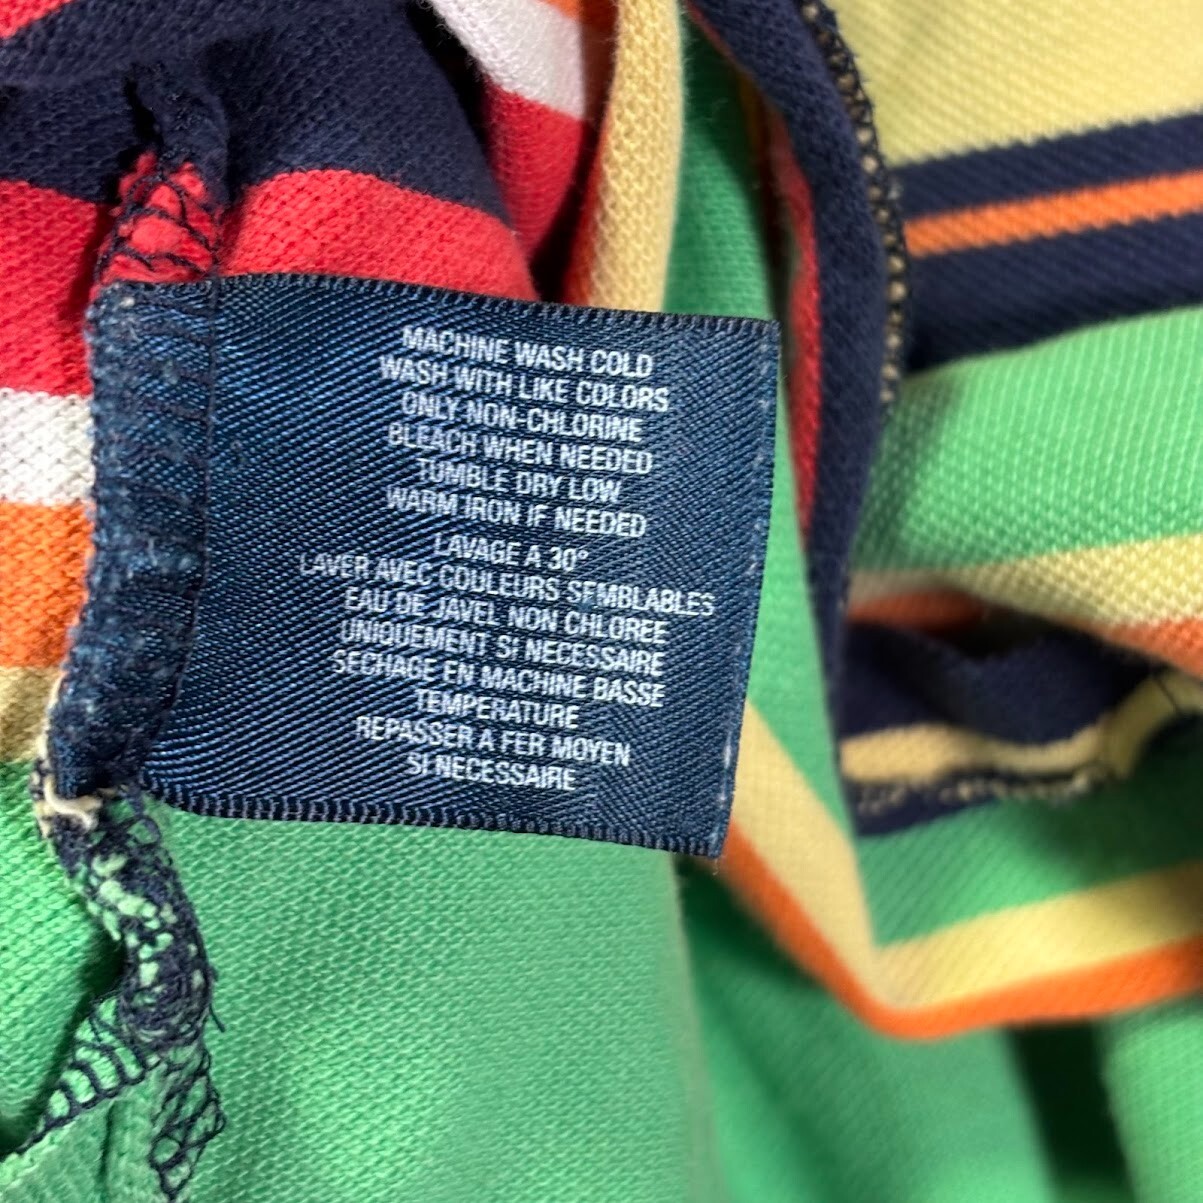 MACHINE WASH COLD
WASH WITH LIKE COLORS
ONLY NON-CHLORINE
BLEACH WHEN NEEDED
TUMBLE DRY LOW
WARM IRON IF NEEDED
LAVAGE A 30°
LAVER AVEC COULEURS SEMBLABLES
EAU DE JAVEL NON CHLOREE
UNIQUEMENT SI NECESSAIRE
SECHAGE EN MACHINE BASSE
TEMPERATURE
REPASSER A FER MOYEN
SI NECESSAIRE